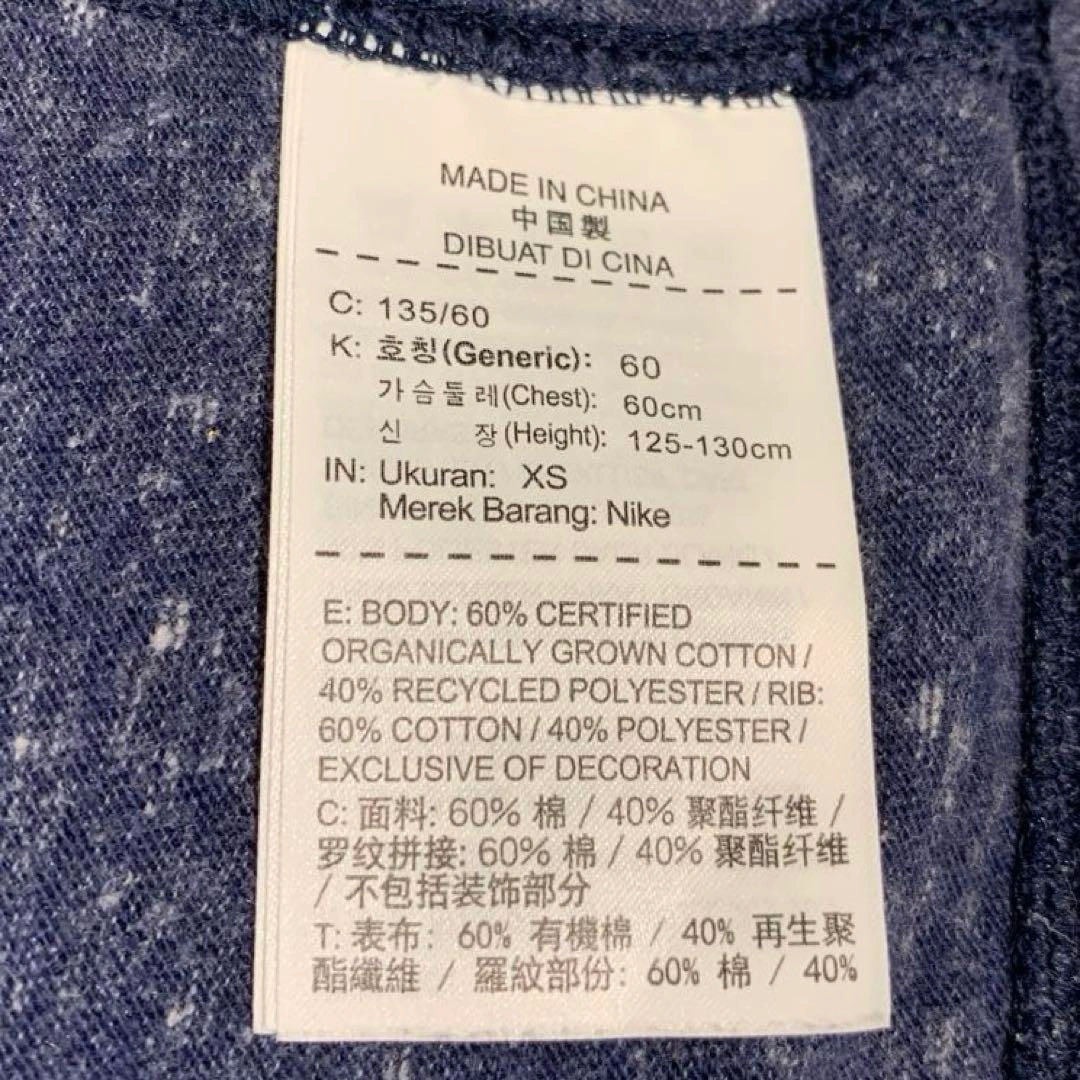 MADE IN CHINA
中国製
DIBUAT DI CINA
C: 135/60
K: 호칭(Generic): 60
가슴둘레(Chest): 60cm
신 장(Height): 125-130cm
IN: Ukuran: XS
Merek Barang: Nike
E: BODY: 60% CERTIFIED
ORGANICALLY GROWN COTTON /
40% RECYCLED POLYESTER / RIB:
60% COTTON / 40% POLYESTER /
EXCLUSIVE OF DECORATION
C: 面料: 60% 棉 / 40% 聚酯纤维 /
罗纹拼接: 60% 棉 / 40% 聚酯纤维
/ 不包括装饰部分
T: 表布: 60% 有機棉 / 40% 再生聚
酯纖維 / 羅紋部份: 60% 棉 / 40%